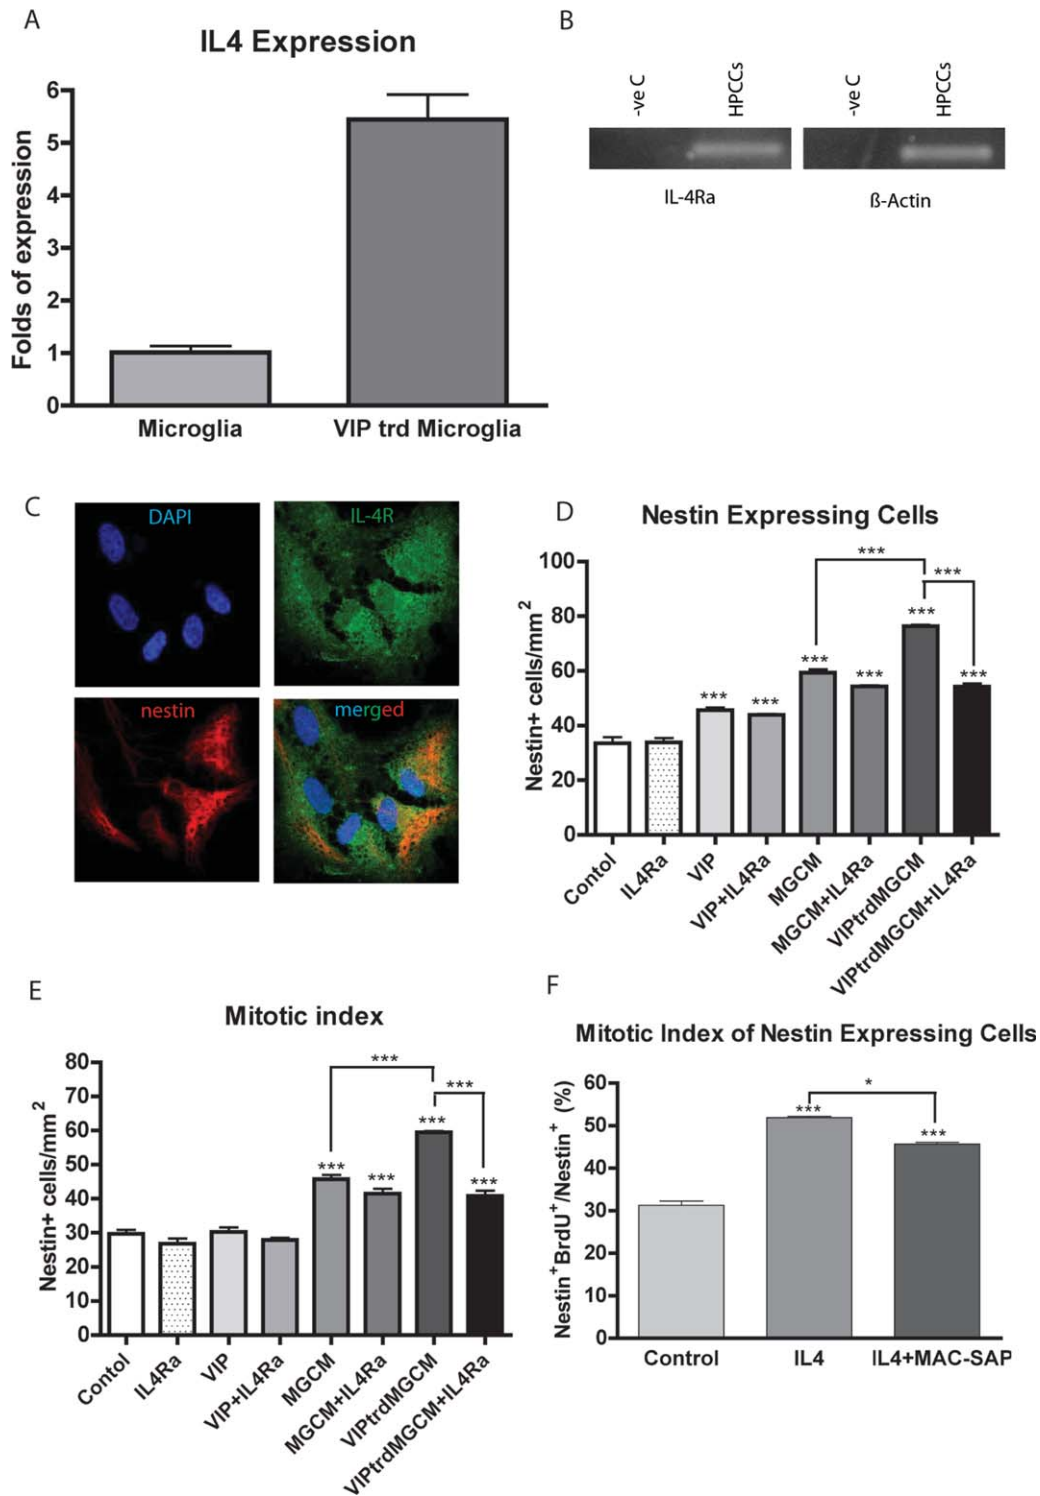 A
IL4 Expression
Folds of expression
6
5
4
3
2
1
0
Microglia
VIP trd Microglia
B
-ve C
HPCCs
-ve C
HPCCs
IL-4Ra
ß-Actin
C
DAPI
IL-4R
nestin
merged
D
Nestin Expressing Cells
Nestin+ cells/mm²
100
80
60
40
20
0
***
***
***
***
***
***
***
***
Contol
IL4Ra
VIP
VIP+IL4Ra
MGCM
MGCM+IL4Ra
VIPtrdMGCM
VIPtrdMGCM+IL4Ra
E
Mitotic index
Nestin+ cells/mm²
80
70
60
50
40
30
20
10
0
***
***
***
***
***
***
Contol
IL4Ra
VIP
VIP+IL4Ra
MGCM
MGCM+IL4Ra
VIPtrdMGCM
VIPtrdMGCM+IL4Ra
F
Mitotic Index of Nestin Expressing Cells
Nestin⁺BrdU⁺/Nestin⁺ (%)
60
50
40
30
20
10
0
*
***
***
Control
IL4
IL4+MAC-SAP